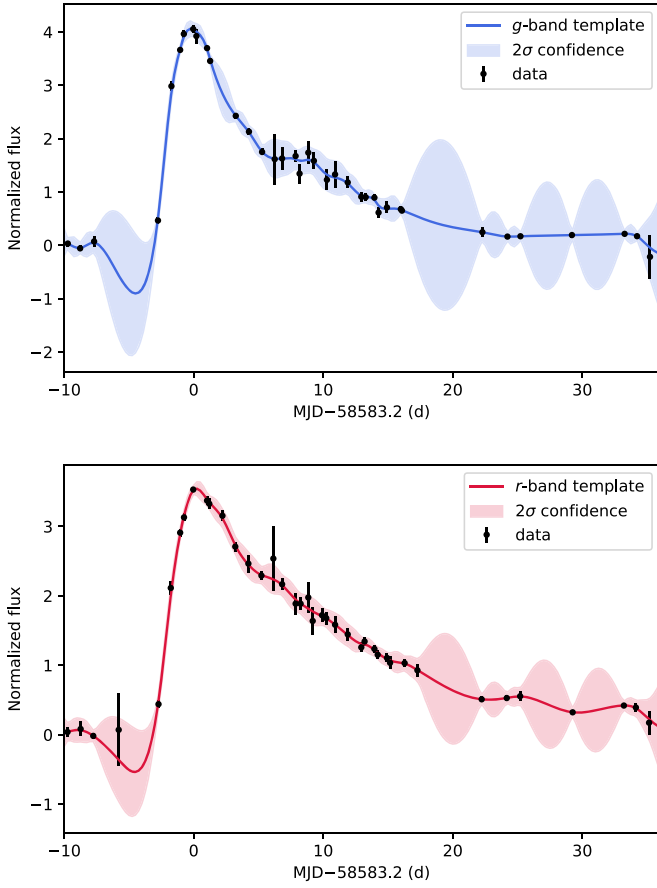 4
3
2
1
0
−1
−2
Normalized flux
g-band template
2σ confidence
data
−10
0
10
20
30
MJD−58583.2 (d)
3
2
1
0
−1
Normalized flux
r-band template
2σ confidence
data
−10
0
10
20
30
MJD−58583.2 (d)